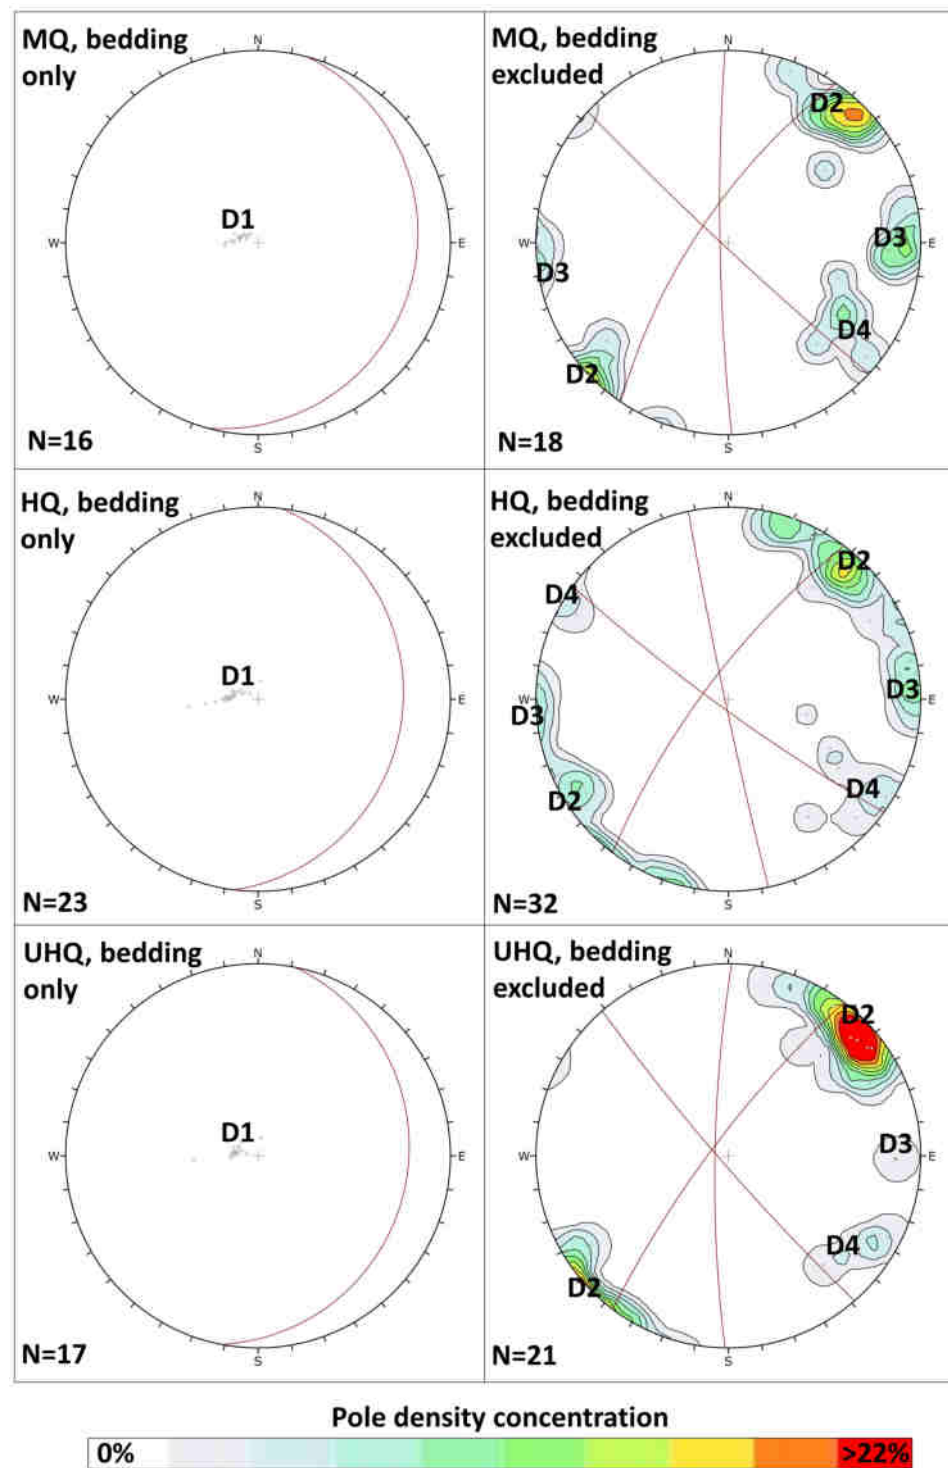 MQ, bedding
only
N
W
E
S
D1
N=16
MQ, bedding
excluded
N
W
E
S
D2
D3
D3
D4
D2
N=18
HQ, bedding
only
N
W
E
S
D1
N=23
HQ, bedding
excluded
N
W
E
S
D2
D4
D3
D3
D4
D2
N=32
UHQ, bedding
only
N
W
E
S
D1
N=17
UHQ, bedding
excluded
N
W
E
S
D2
D3
D4
D2
N=21
Pole density concentration
0% >22%